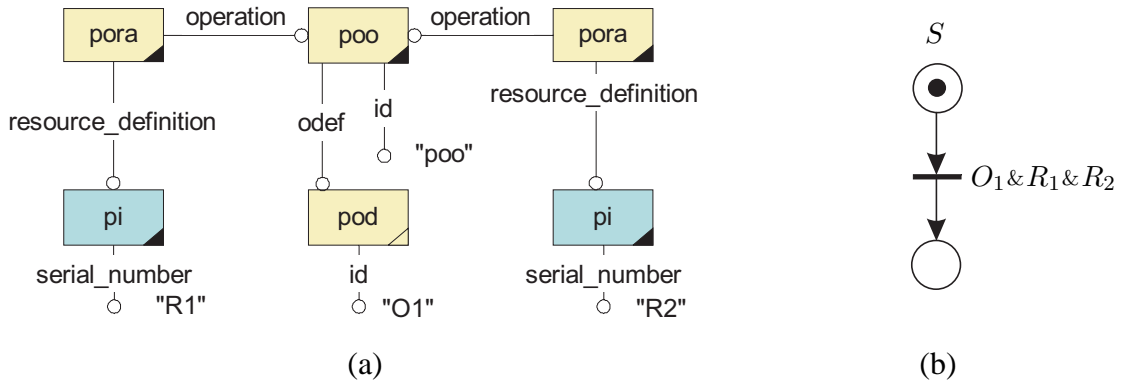 operation operation
pora poo pora
resource_definition odef id resource_definition
"poo"
pi pod pi
serial_number id serial_number
"R1" "O1" "R2"
(a)
S
O₁&R₁&R₂
(b)